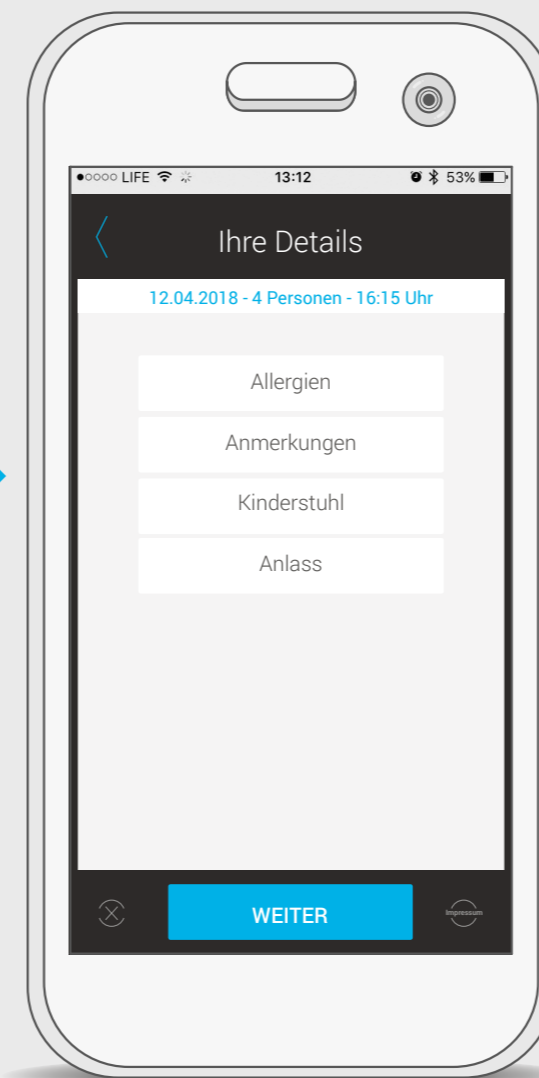 LIFE 13:12 53%
Ihre Details
12.04.2018 - 4 Personen - 16:15 Uhr
Allergien
Anmerkungen
Kinderstuhl
Anlass
WEITER Impressum